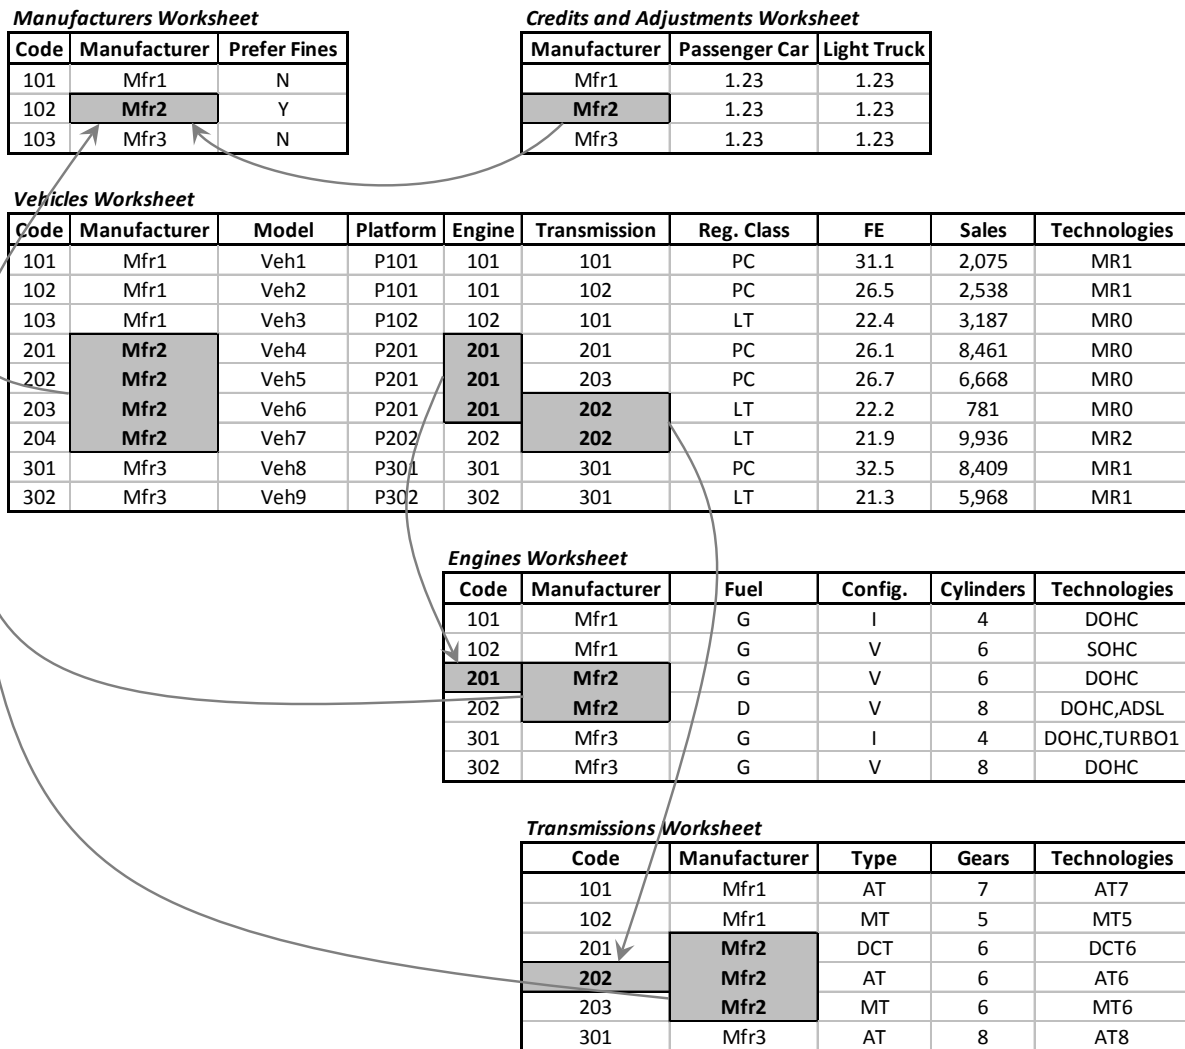 Manufacturers Worksheet
Code Manufacturer Prefer Fines
101 Mfr1 N
102 Mfr2 Y
103 Mfr3 N
Credits and Adjustments Worksheet
Manufacturer Passenger Car Light Truck
Mfr1 1.23 1.23
Mfr2 1.23 1.23
Mfr3 1.23 1.23
Vehicles Worksheet
Code Manufacturer Model Platform Engine Transmission Reg. Class FE Sales Technologies
101 Mfr1 Veh1 P101 101 101 PC 31.1 2,075 MR1
102 Mfr1 Veh2 P101 101 102 PC 26.5 2,538 MR1
103 Mfr1 Veh3 P102 102 101 LT 22.4 3,187 MR0
201 Mfr2 Veh4 P201 201 201 PC 26.1 8,461 MR0
202 Mfr2 Veh5 P201 201 203 PC 26.7 6,668 MR0
203 Mfr2 Veh6 P201 201 202 LT 22.2 781 MR0
204 Mfr2 Veh7 P202 202 202 LT 21.9 9,936 MR2
301 Mfr3 Veh8 P301 301 301 PC 32.5 8,409 MR1
302 Mfr3 Veh9 P302 302 301 LT 21.3 5,968 MR1
Engines Worksheet
Code Manufacturer Fuel Config. Cylinders Technologies
101 Mfr1 G I 4 DOHC
102 Mfr1 G V 6 SOHC
201 Mfr2 G V 6 DOHC
202 Mfr2 D V 8 DOHC,ADSL
301 Mfr3 G I 4 DOHC,TURBO1
302 Mfr3 G V 8 DOHC
Transmissions Worksheet
Code Manufacturer Type Gears Technologies
101 Mfr1 AT 7 AT7
102 Mfr1 MT 5 MT5
201 Mfr2 DCT 6 DCT6
202 Mfr2 AT 6 AT6
203 Mfr2 MT 6 MT6
301 Mfr3 AT 8 AT8